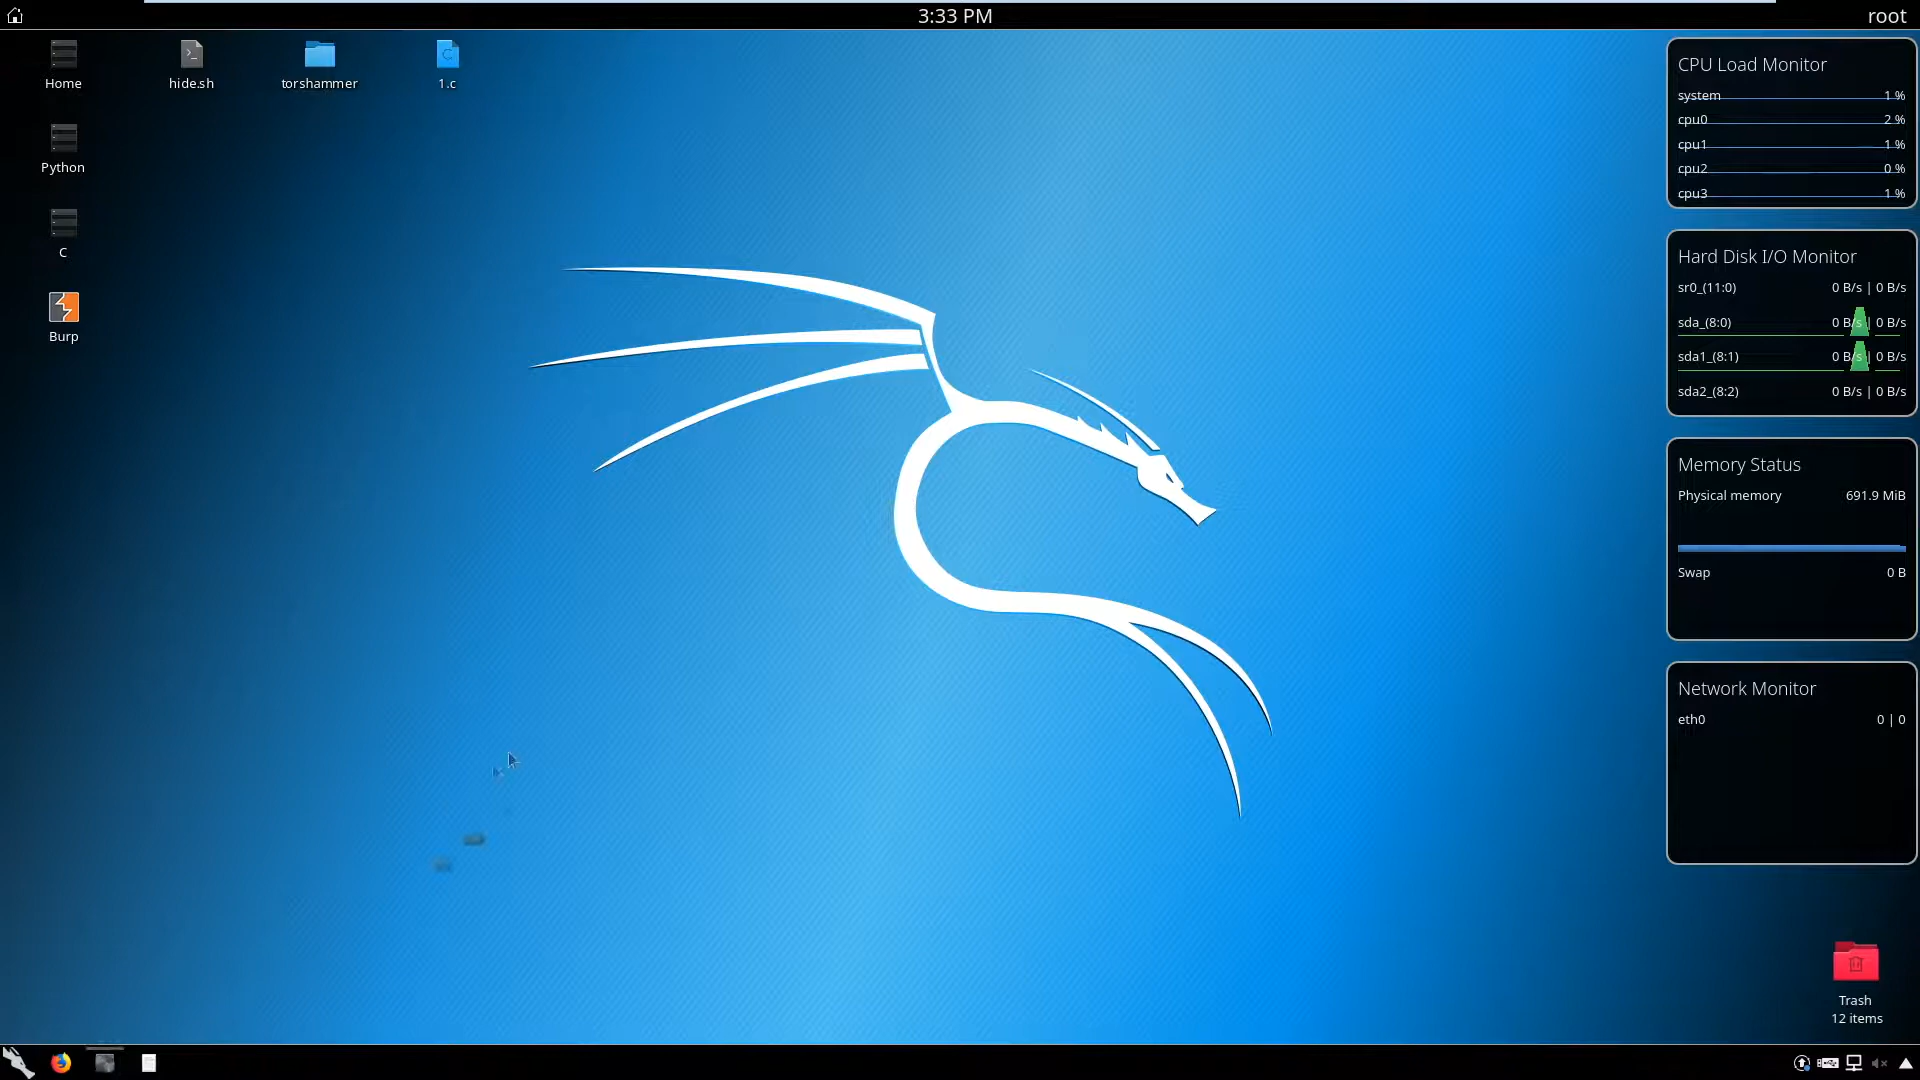 3:33 PM
root
Home
hide.sh
torshammer
1.c
Python
C
Burp
CPU Load Monitor
system 1 %
cpu0 2 %
cpu1 1 %
cpu2 0 %
cpu3 1 %
Hard Disk I/O Monitor
sr0_(11:0) 0 B/s | 0 B/s
sda_(8:0) 0 B/s | 0 B/s
sda1_(8:1) 0 B/s | 0 B/s
sda2_(8:2) 0 B/s | 0 B/s
Memory Status
Physical memory 691.9 MiB
Swap 0 B
Network Monitor
eth0 0 | 0
Trash
12 items